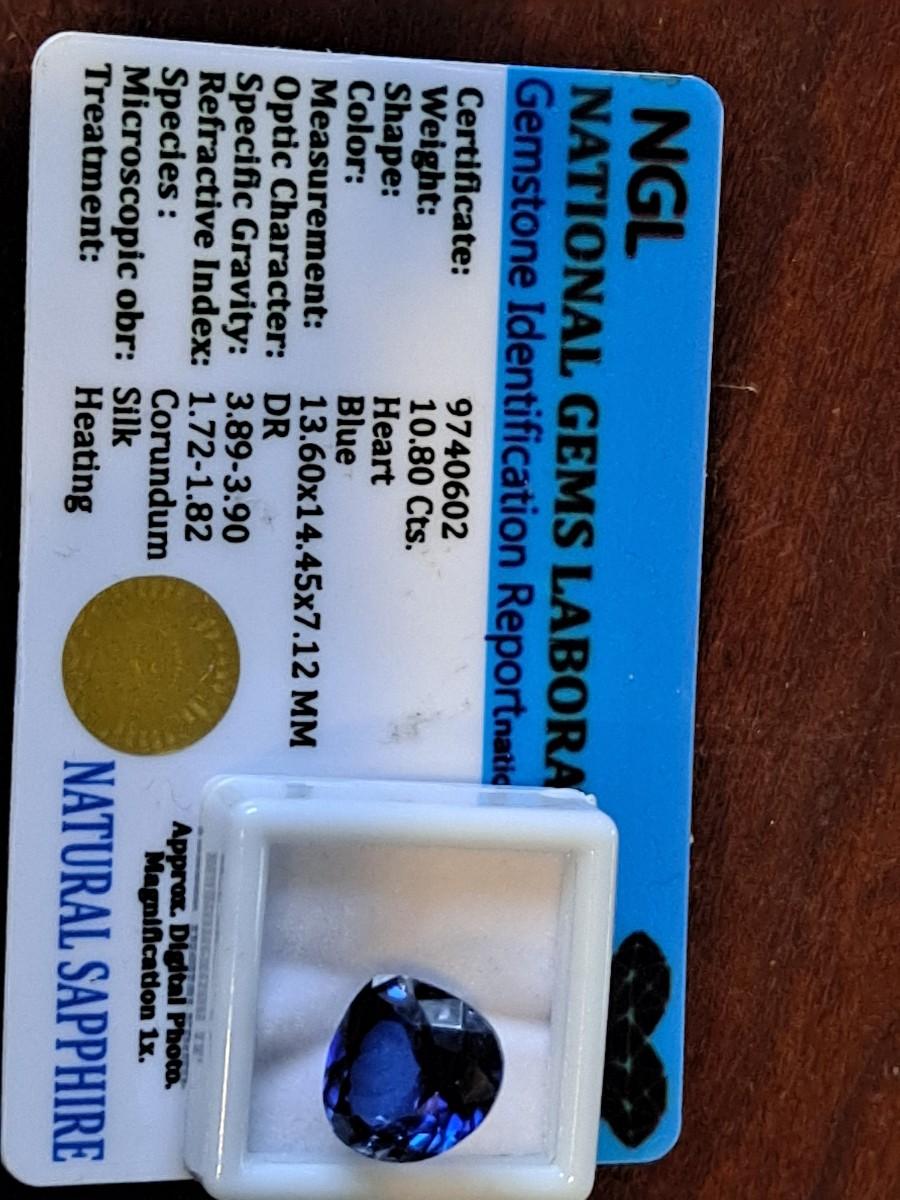 NGL
NATIONAL GEMS LABORA
Gemstone Identification Report
Certificate: 9740602
Weight: 10.80 Cts.
Shape: Heart
Color: Blue
Measurement: 13.60x14.45x7.12 MM
Optic Character: DR
Specific Gravity: 3.89-3.90
Refractive Index: 1.72-1.82
Species : Corundum
Microscopic obr: Silk
Treatment: Heating
Approx. Digital Photo.
Magnification 1x.
NATURAL SAPPHIRE